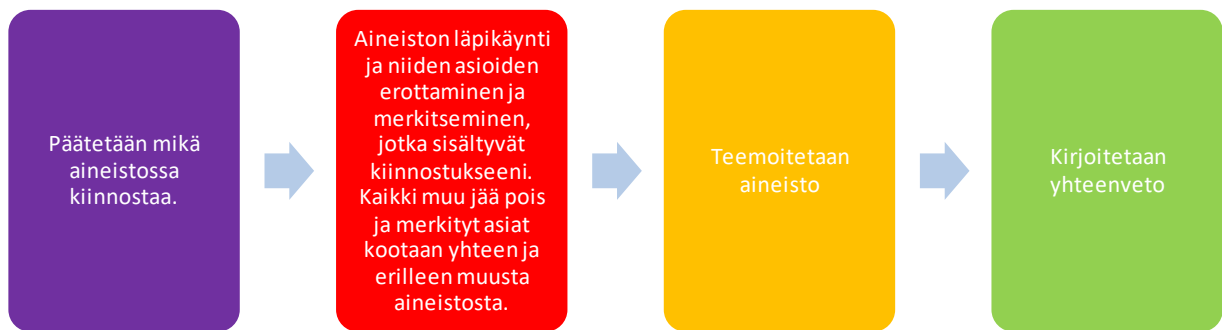 Päätetään mikä
aineistossa
kiinnostaa.
Aineiston läpikäynti
ja niiden asioiden
erottaminen ja
merkitseminen,
jotka sisältyvät
kiinnostukseeni.
Kaikki muu jää pois
ja merkityt asiat
kootaan yhteen ja
erilleen muusta
aineistosta.
Teemoitetaan
aineisto
Kirjoitetaan
yhteenveto